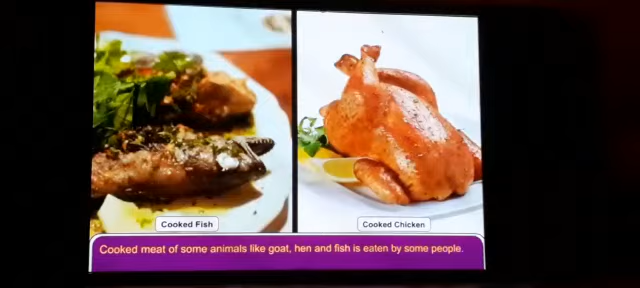 Cooked Fish
Cooked Chicken
Cooked meat of some animals like goat, hen and fish is eaten by some people.